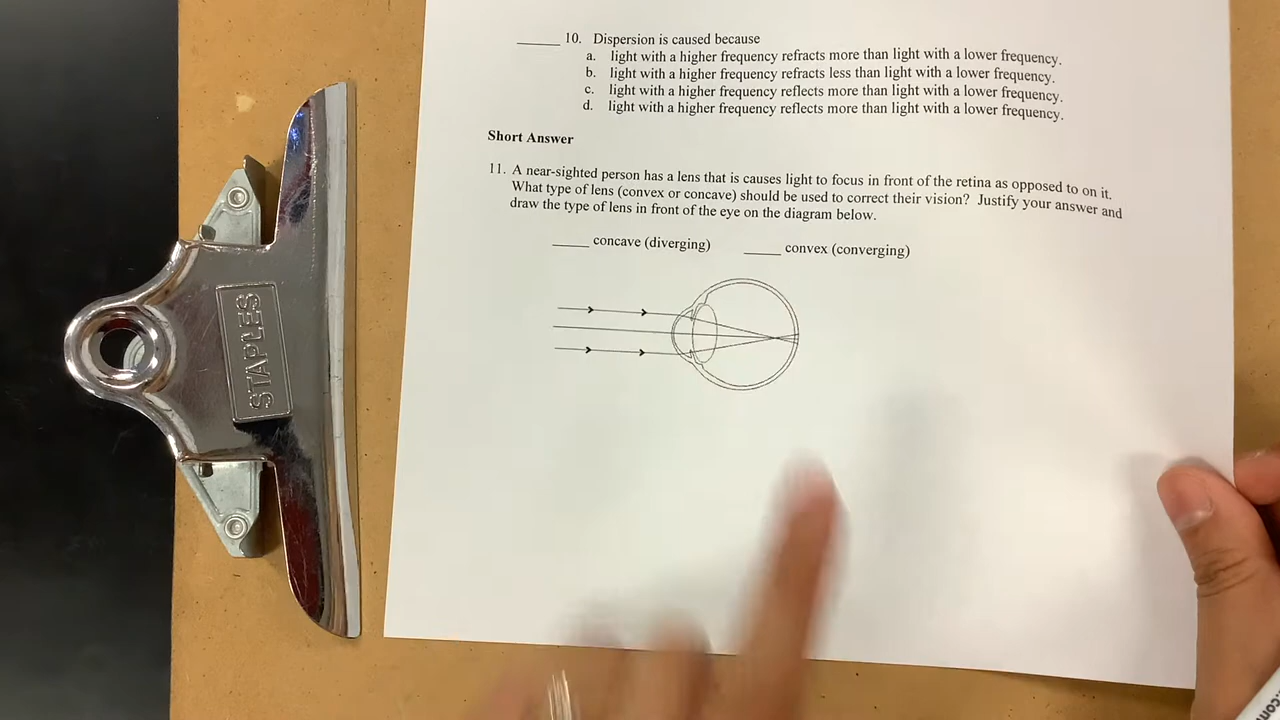 _____ 10. Dispersion is caused because
a. light with a higher frequency refracts more than light with a lower frequency.
b. light with a higher frequency refracts less than light with a lower frequency.
c. light with a higher frequency reflects more than light with a lower frequency.
d. light with a higher frequency reflects more than light with a lower frequency.
Short Answer
11. A near-sighted person has a lens that is causes light to focus in front of the retina as opposed to on it.
What type of lens (convex or concave) should be used to correct their vision? Justify your answer and
draw the type of lens in front of the eye on the diagram below.
____ concave (diverging) ____ convex (converging)
STAPLES